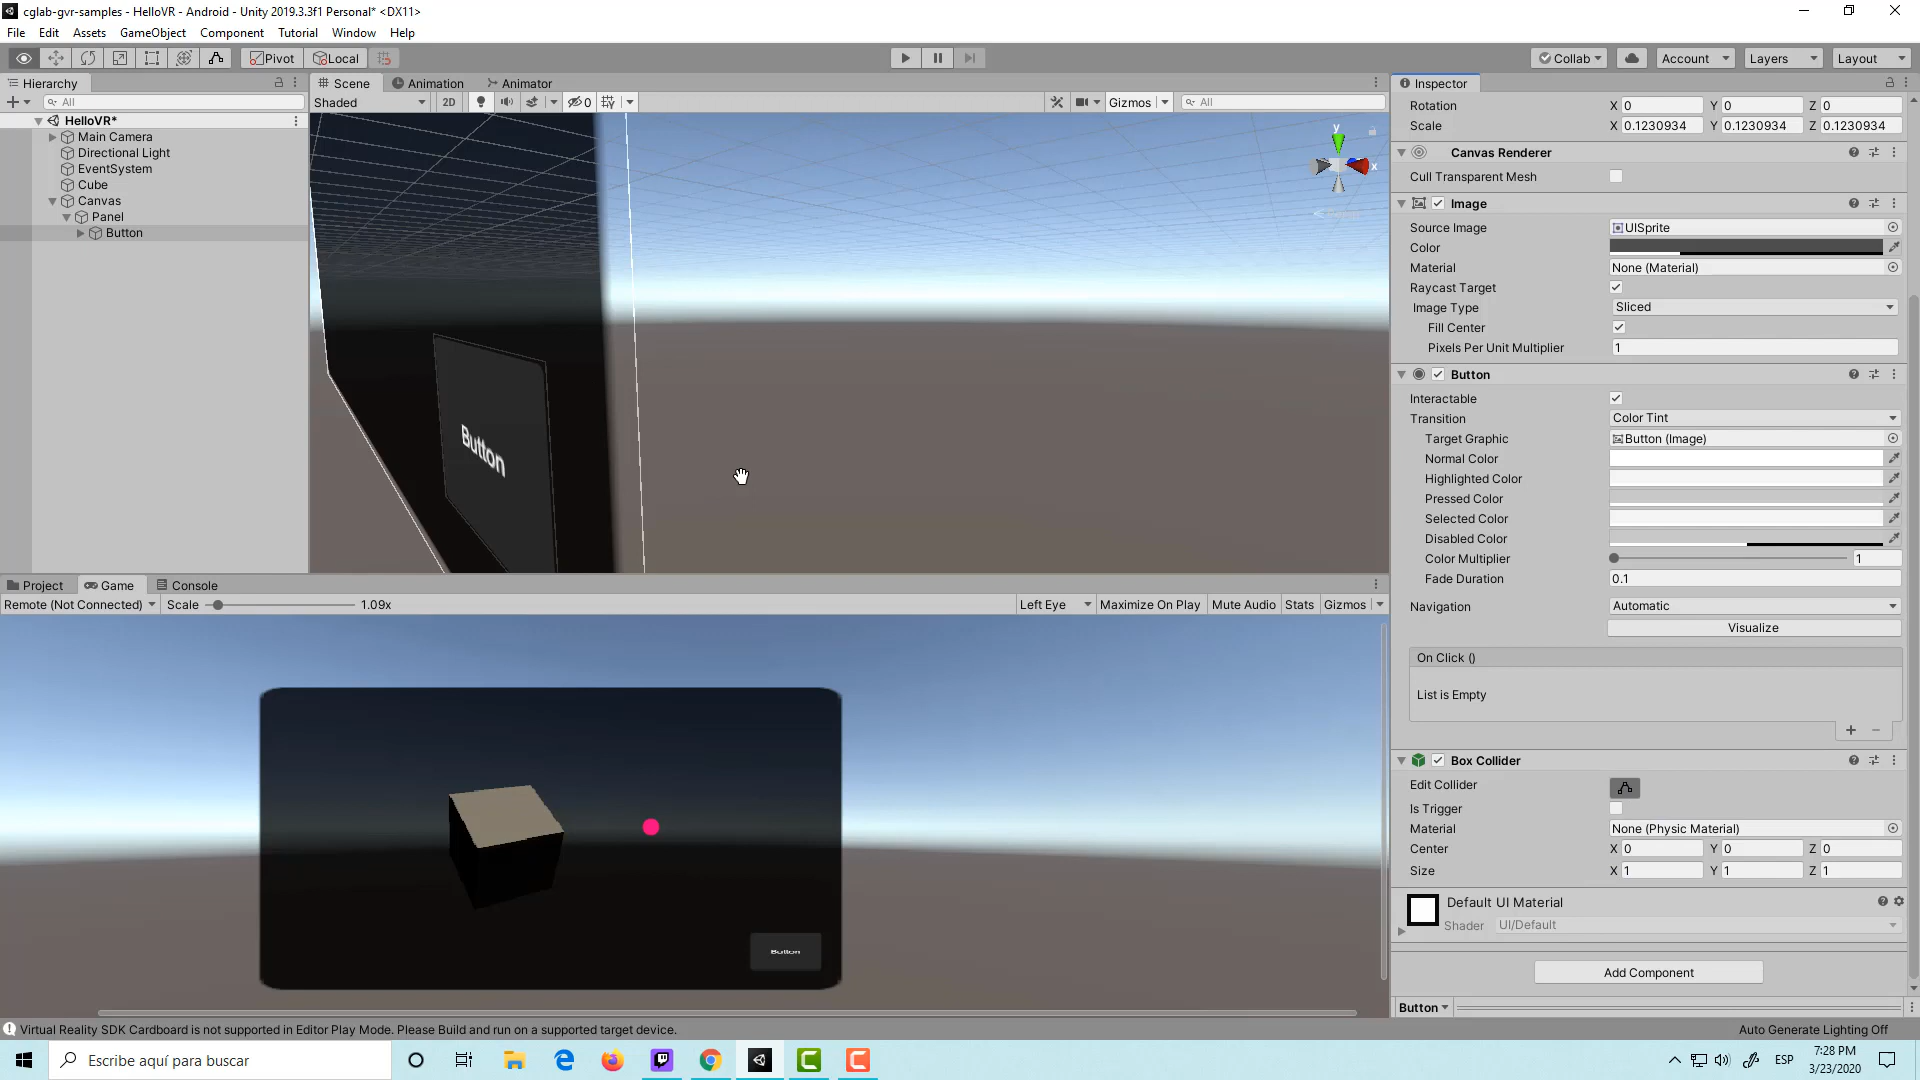 cglab-gvr-samples - HelloVR - Android - Unity 2019.3.3f1 Personal* <DX11>
File Edit Assets GameObject Component Tutorial Window Help
Pivot Local Collab Account Layers Layout
Hierarchy
All
HelloVR*
Main Camera
Directional Light
EventSystem
Cube
Canvas
Panel
Button
Scene Animation Animator
Shaded 2D 0 Gizmos All
y
x
Button
Project Game Console
Remote (Not Connected) Scale 1.09x Left Eye Maximize On Play Mute Audio Stats Gizmos
Button
Inspector
Rotation X 0 Y 0 Z 0
Scale X 0.1230934 Y 0.1230934 Z 0.1230934
Canvas Renderer
Cull Transparent Mesh
Image
Source Image UISprite
Color
Material None (Material)
Raycast Target
Image Type Sliced
Fill Center
Pixels Per Unit Multiplier 1
Button
Interactable
Transition Color Tint
Target Graphic Button (Image)
Normal Color
Highlighted Color
Pressed Color
Selected Color
Disabled Color
Color Multiplier 1
Fade Duration 0.1
Navigation Automatic
Visualize
On Click ()
List is Empty
Box Collider
Edit Collider
Is Trigger
Material None (Physic Material)
Center X 0 Y 0 Z 0
Size X 1 Y 1 Z 1
Default UI Material
Shader UI/Default
Add Component
Button
Virtual Reality SDK Cardboard is not supported in Editor Play Mode. Please Build and run on a supported target device.
Auto Generate Lighting Off
Escribe aquí para buscar
ESP
7:28 PM
3/23/2020